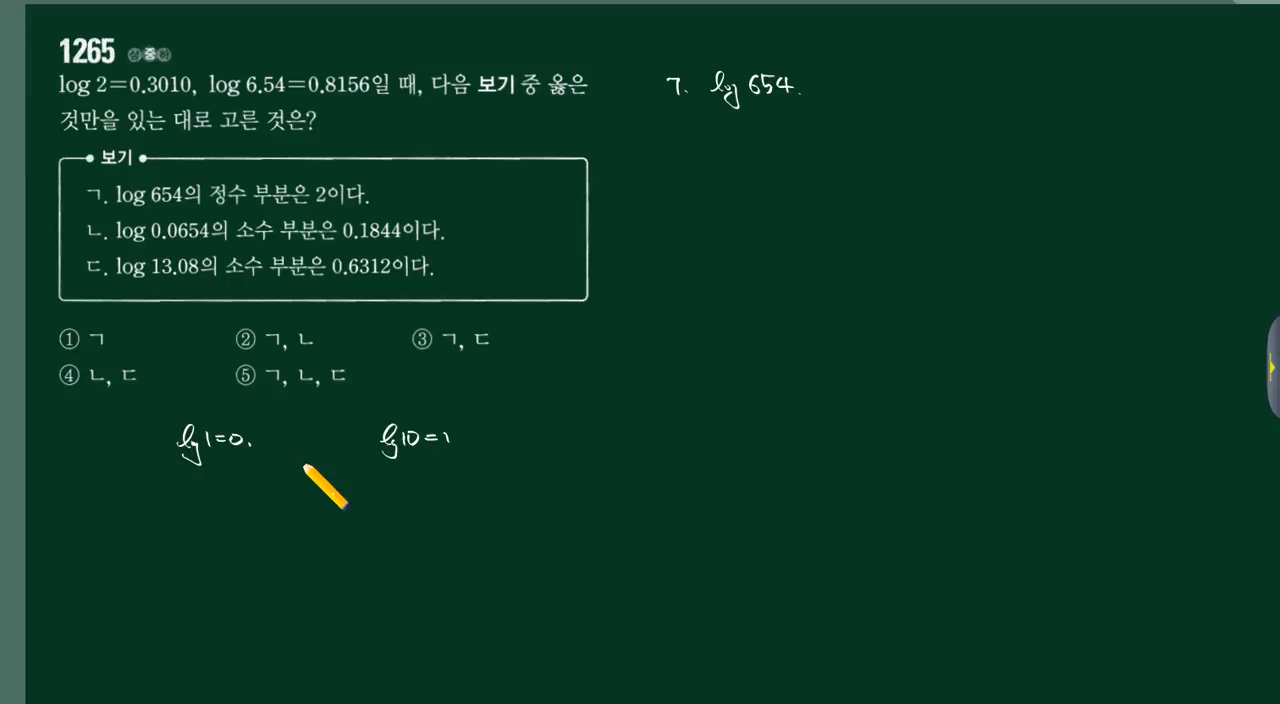 1265 상중하
log 2=0.3010, log 6.54=0.8156일 때, 다음 보기 중 옳은
것만을 있는 대로 고른 것은?
보기
ㄱ. log 654의 정수 부분은 2이다.
ㄴ. log 0.0654의 소수 부분은 0.1844이다.
ㄷ. log 13.08의 소수 부분은 0.6312이다.
① ㄱ ② ㄱ, ㄴ ③ ㄱ, ㄷ
④ ㄴ, ㄷ ⑤ ㄱ, ㄴ, ㄷ
log 1=0. log 10=1
ㄱ. log 654.